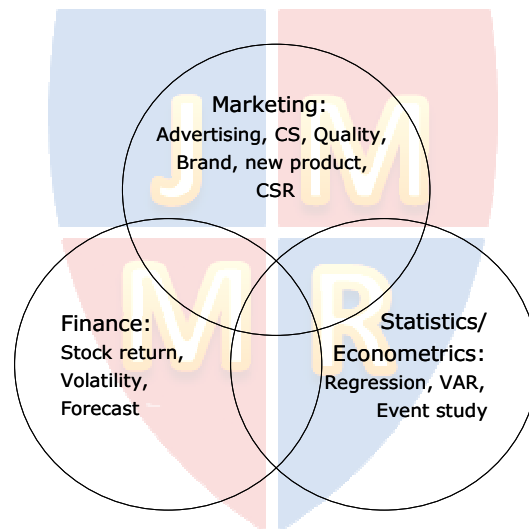 J M
M R
Marketing:
Advertising, CS, Quality,
Brand, new product,
CSR
Finance:
Stock return,
Volatility,
Forecast
Statistics/
Econometrics:
Regression, VAR,
Event study